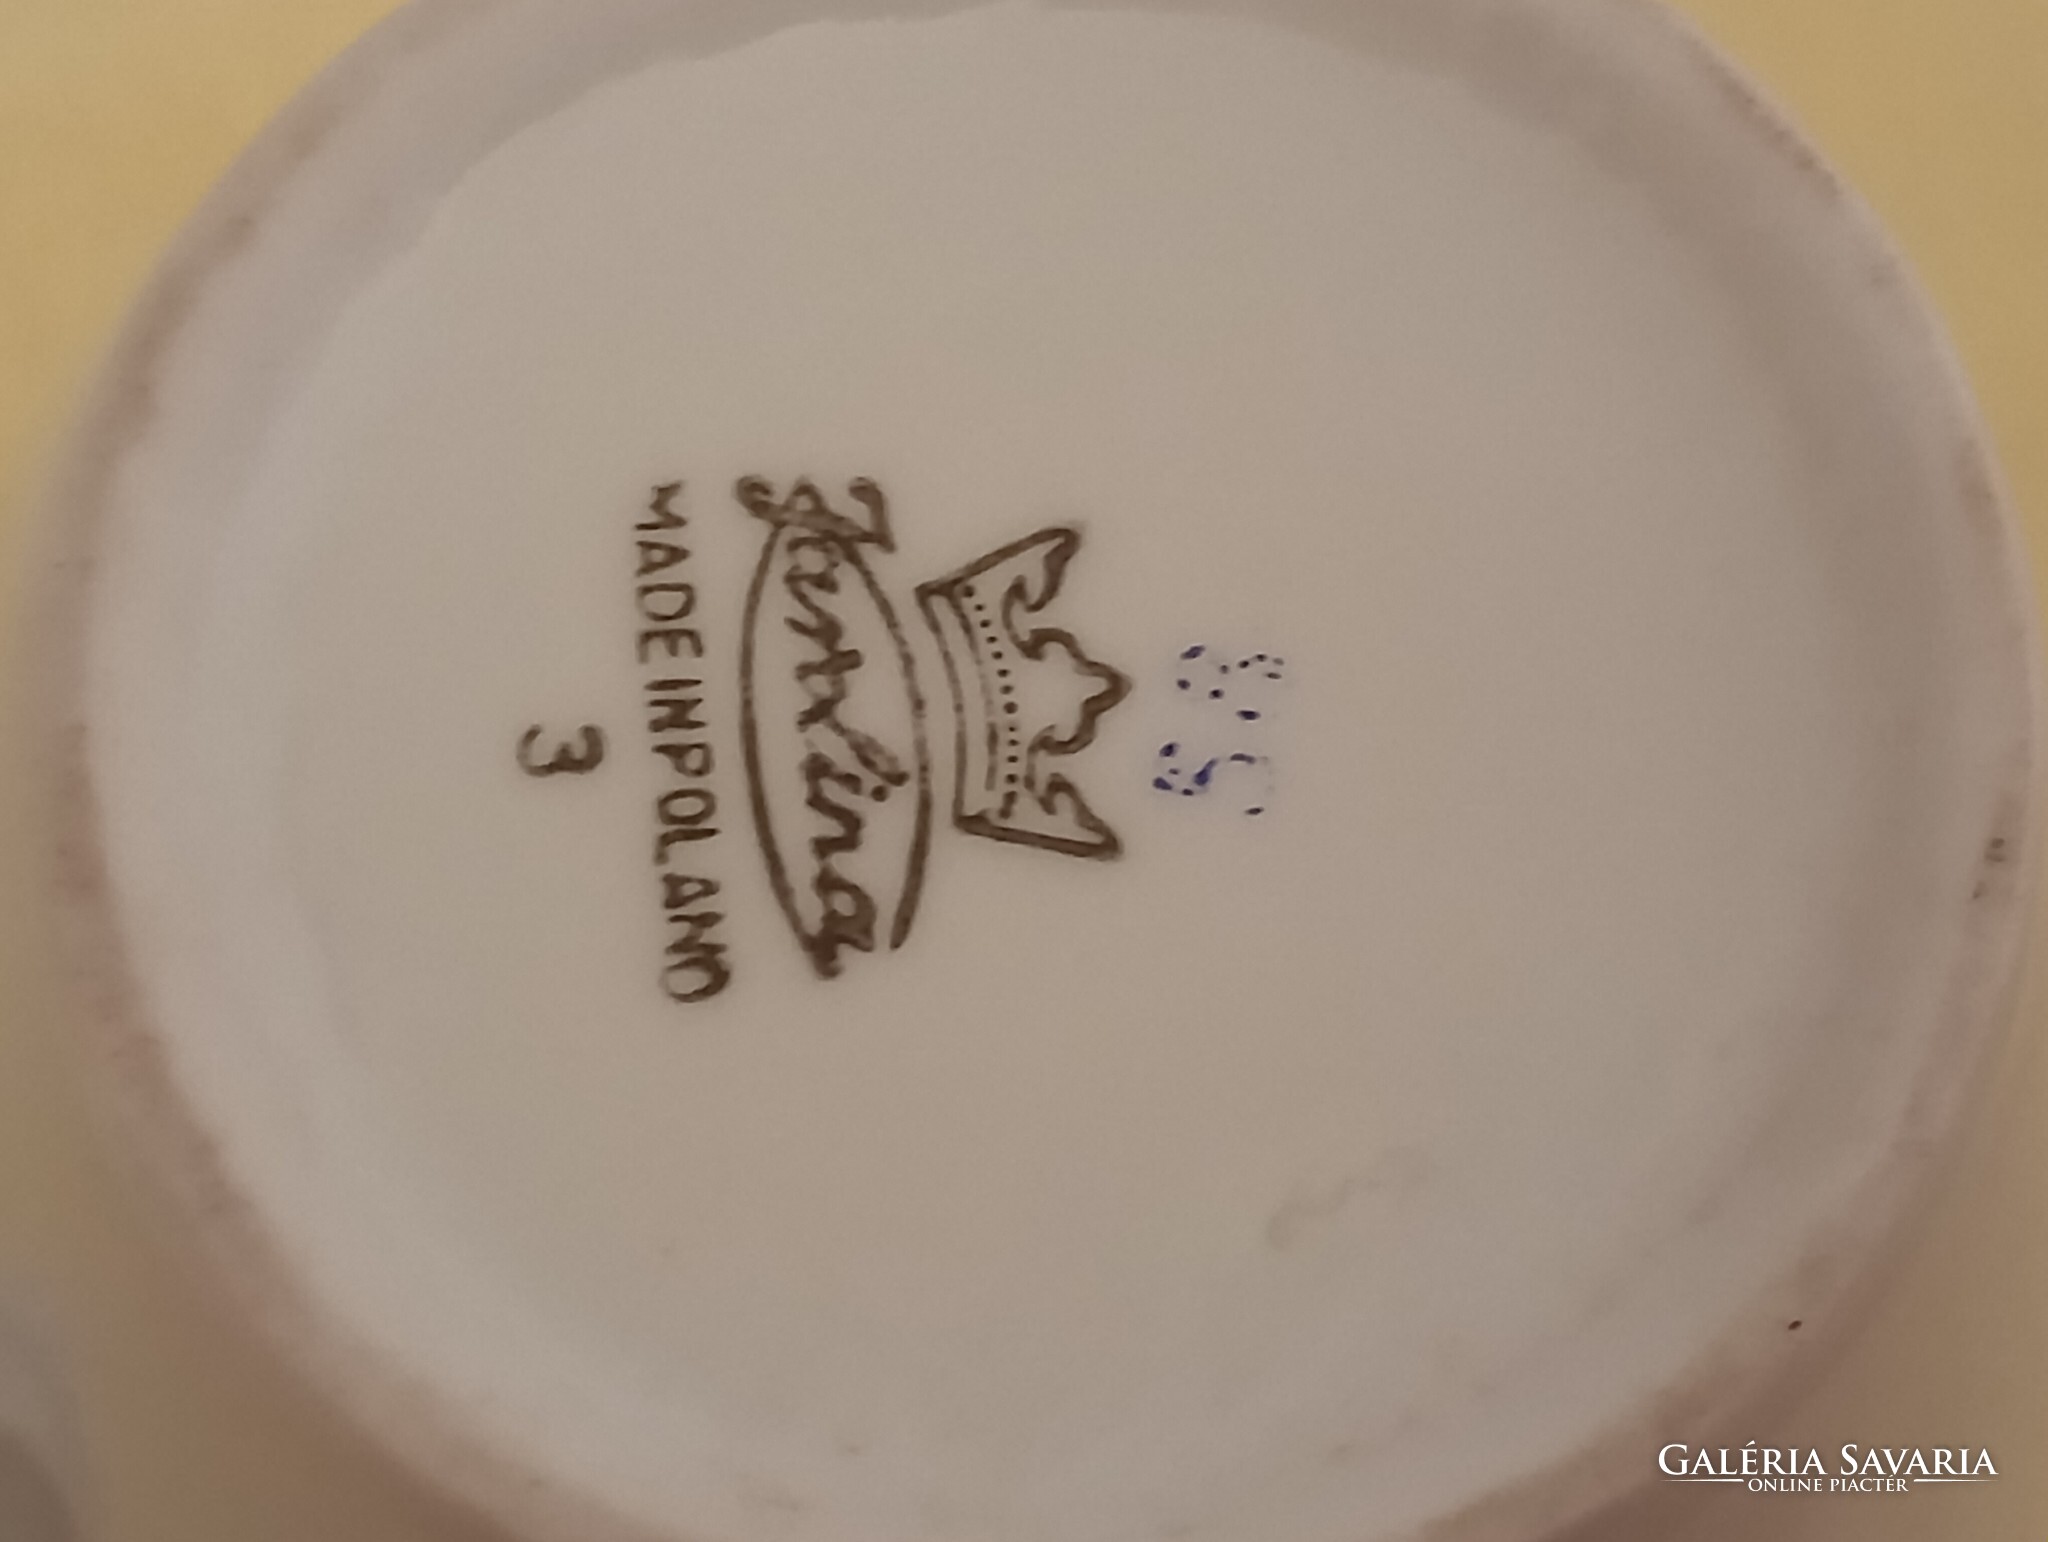 Karolina
MADE IN POLAND
3
GALÉRIA SAVARIA
ONLINE PIACTÉR